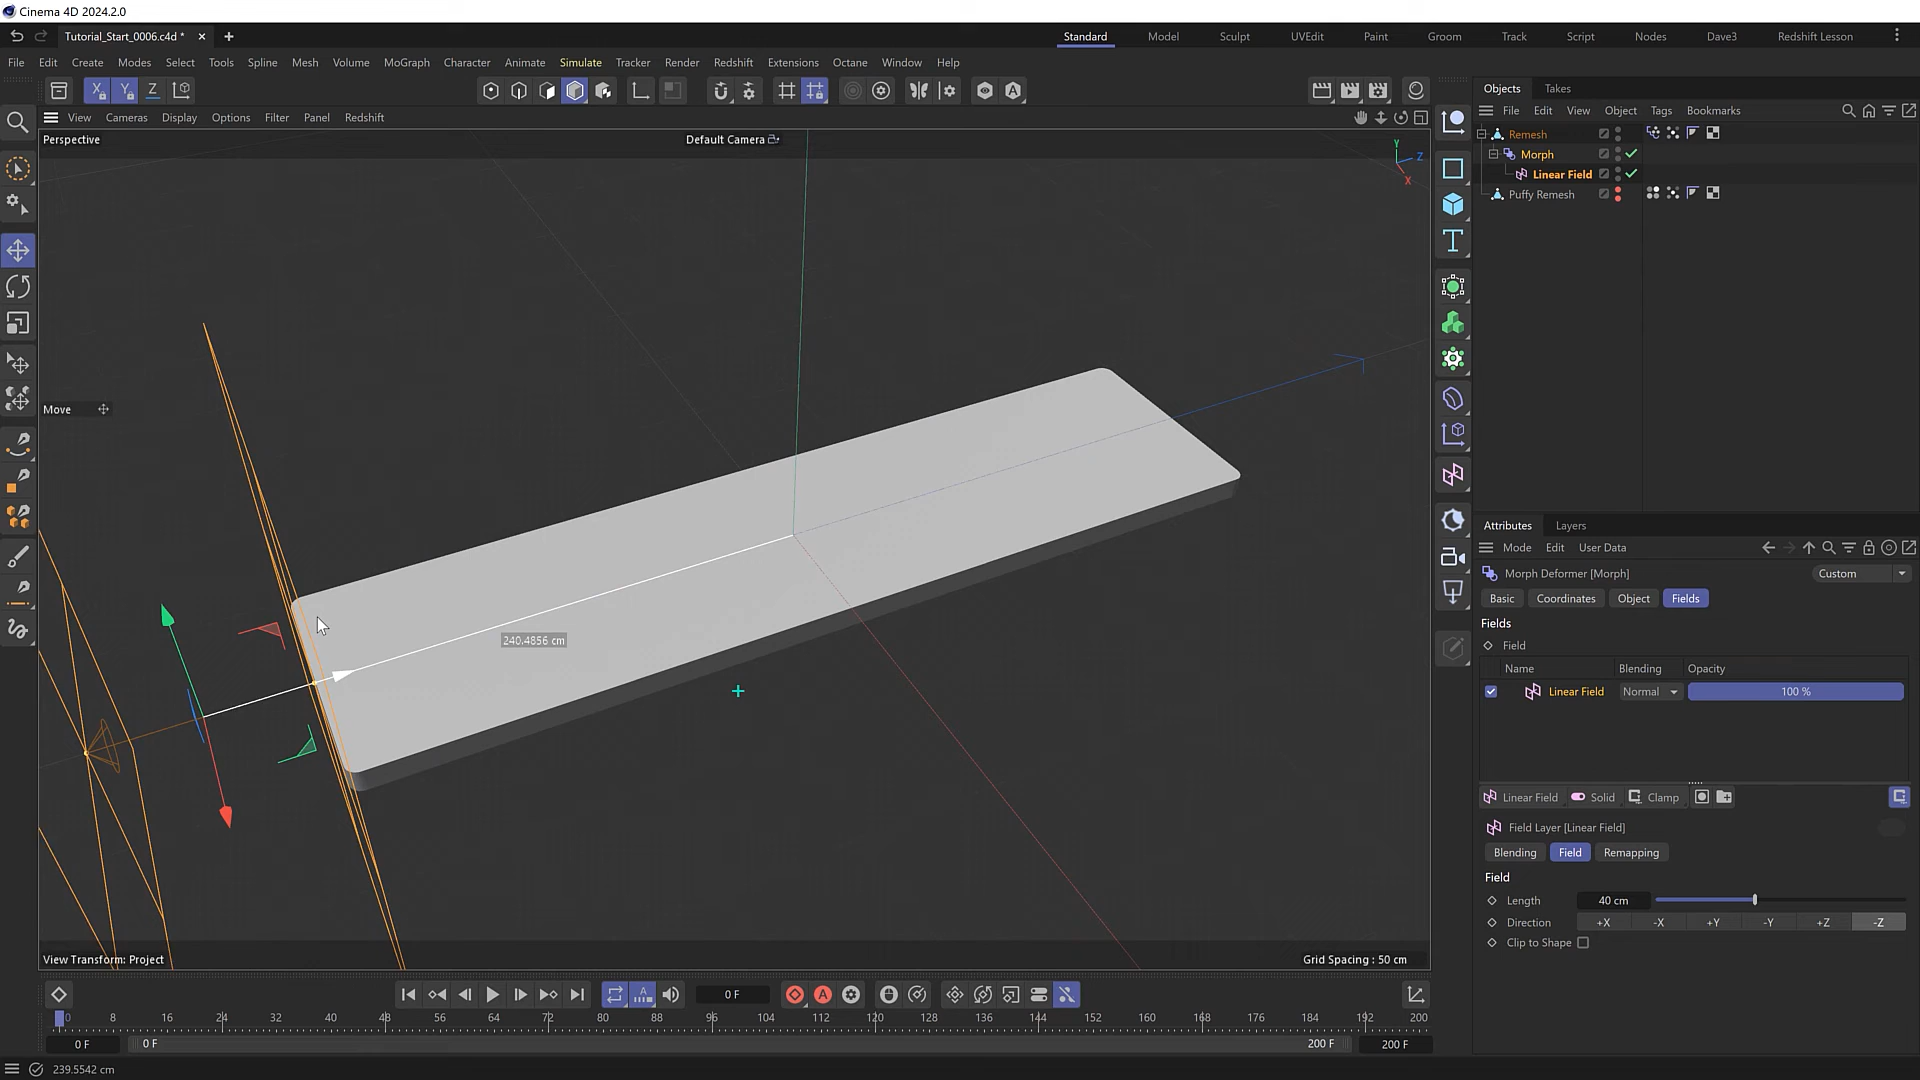 Cinema 4D 2024.2.0
Tutorial_Start_0006.c4d *
Standard Model Sculpt UVEdit Paint Groom Track Script Nodes Dave3 Redshift Lesson
File Edit Create Modes Select Tools Spline Mesh Volume MoGraph Character Animate Simulate Tracker Render Redshift Extensions Octane Window Help
X Y Z
View Cameras Display Options Filter Panel Redshift
Perspective
Default Camera
Y
Z
X
Move
240.4856 cm
View Transform: Project
Grid Spacing : 50 cm
Objects Takes
File Edit View Object Tags Bookmarks
Remesh
Morph
Linear Field
Puffy Remesh
Attributes Layers
Mode Edit User Data
Morph Deformer [Morph]
Custom
Basic Coordinates Object Fields
Fields
Field
Name Blending Opacity
Linear Field Normal 100 %
Linear Field Solid Clamp
Field Layer [Linear Field]
Blending Field Remapping
Field
Length 40 cm
Direction +X -X +Y -Y +Z -Z
Clip to Shape
0 F
0 8 16 24 32 40 48 56 64 72 80 88 96 104 112 120 128 136 144 152 160 168 176 184 192 200
0 F 0 F 200 F 200 F
239.5542 cm